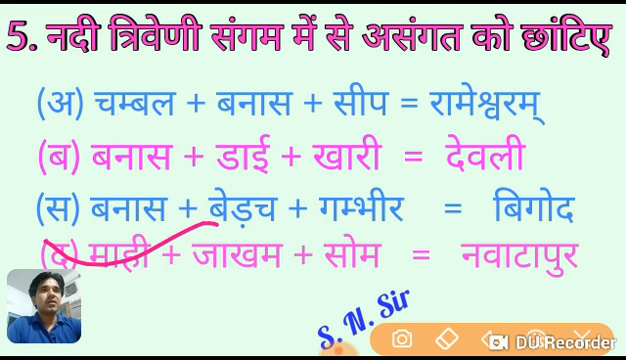 5. नदी त्रिवेणी संगम में से असंगत को छांटिए
(अ) चम्बल + बनास + सीप = रामेश्वरम्
(ब) बनास + डाई + खारी = देवली
(स) बनास + बेड़च + गम्भीर = बिगोद
(द) माही + जाखम + सोम = नवाटापुर
S. N. Sir
DU Recorder